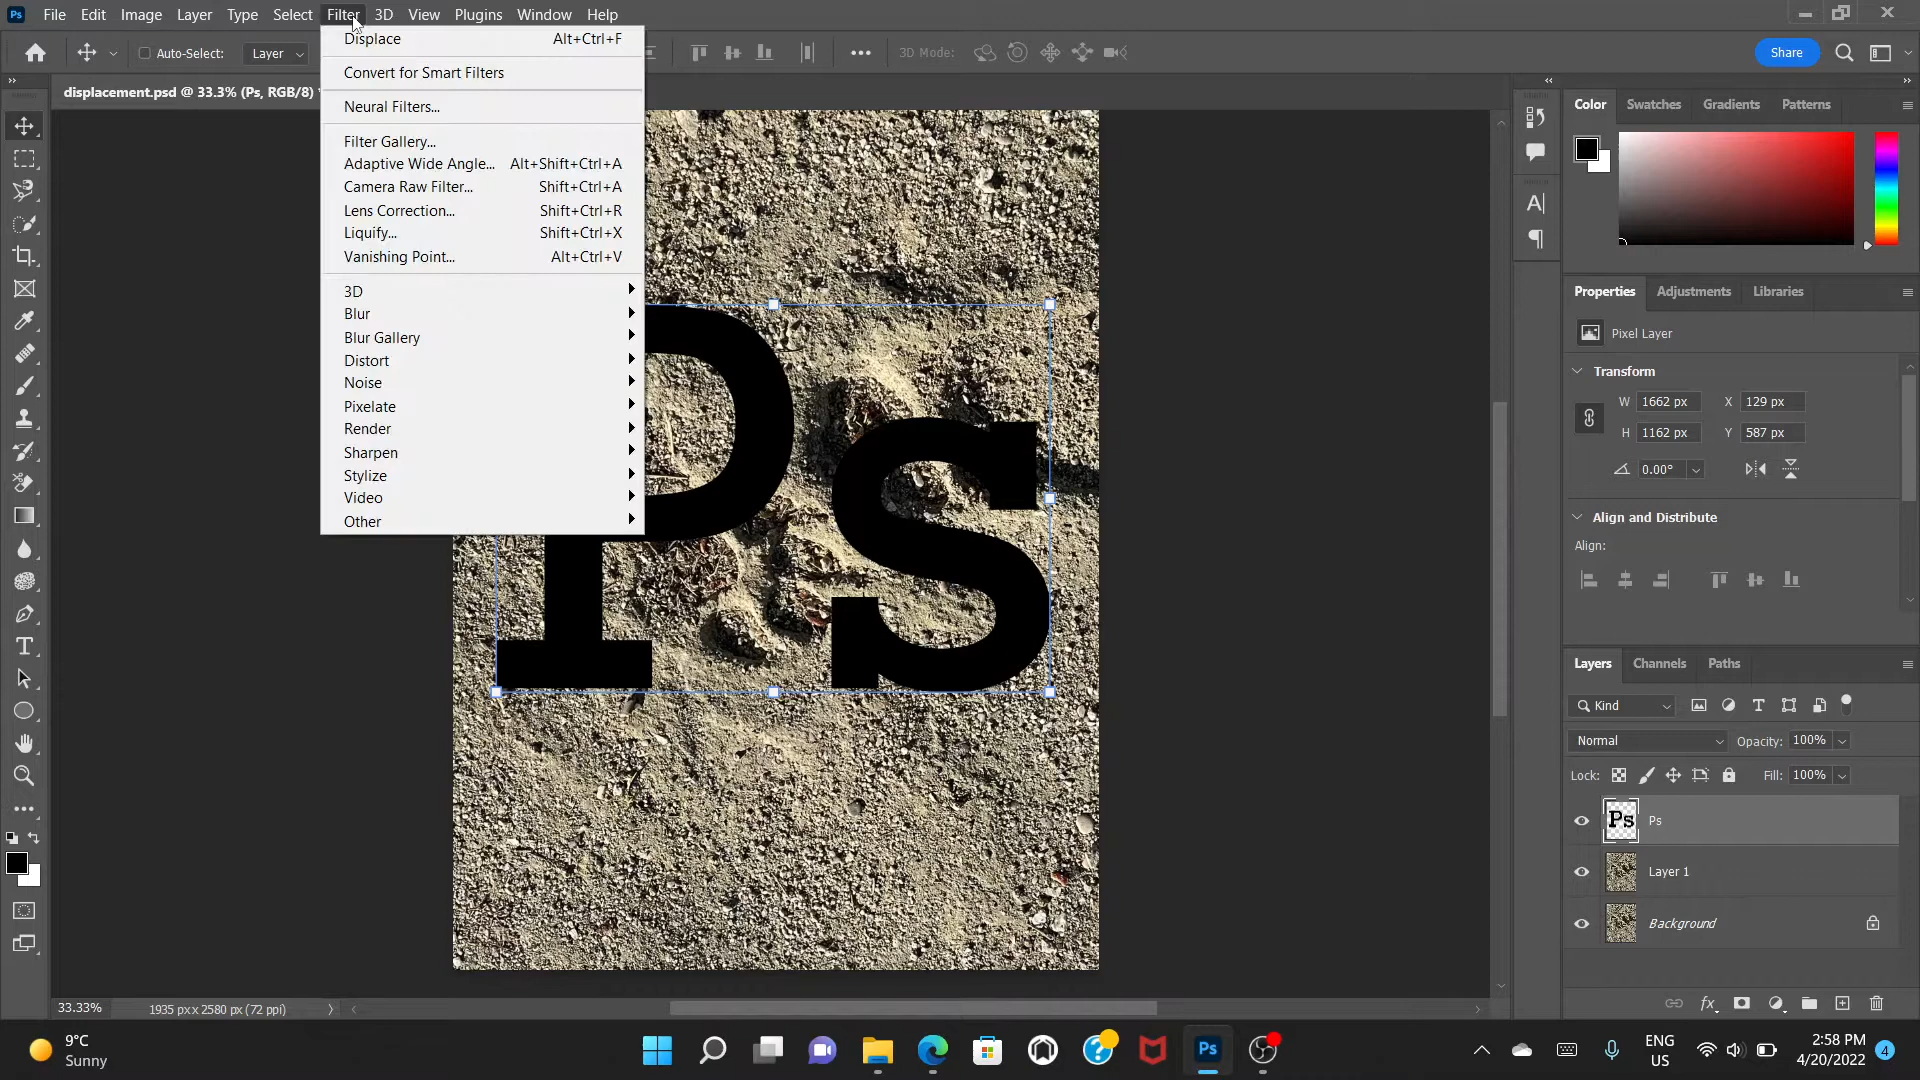 Ps File Edit Image Layer Type Select Filter 3D View Plugins Window Help
Auto-Select: Layer 3D Mode: Share
displacement.psd @ 33.3% (Ps, RGB/8) *
Displace Alt+Ctrl+F
Convert for Smart Filters
Neural Filters...
Filter Gallery...
Adaptive Wide Angle... Alt+Shift+Ctrl+A
Camera Raw Filter... Shift+Ctrl+A
Lens Correction... Shift+Ctrl+R
Liquify... Shift+Ctrl+X
Vanishing Point... Alt+Ctrl+V
3D
Blur
Blur Gallery
Distort
Noise
Pixelate
Render
Sharpen
Stylize
Video
Other
Ps
Color Swatches Gradients Patterns
Properties Adjustments Libraries
Pixel Layer
Transform
W 1662 px X 129 px
H 1162 px Y 587 px
0.00°
Align and Distribute
Align:
Layers Channels Paths
Kind
Normal Opacity: 100%
Lock: Fill: 100%
Ps Ps
Layer 1
Background
33.33% 1935 px x 2580 px (72 ppi)
9°C
Sunny
Ps
ENG
US
2:58 PM
4/20/2022
4